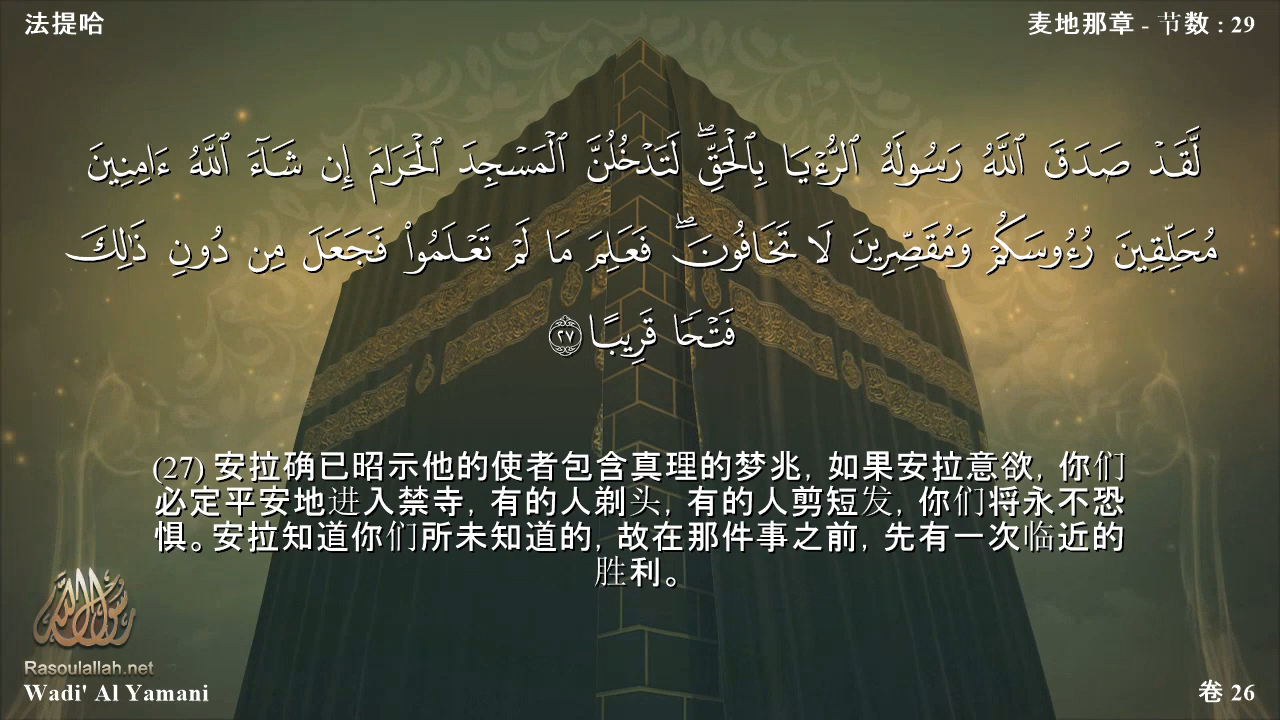 法提哈
麦地那章 - 节数 : 29
لَّقَدْ صَدَقَ ٱللَّهُ رَسُولَهُ ٱلرُّءْيَا بِٱلْحَقِّ ۖ لَتَدْخُلُنَّ ٱلْمَسْجِدَ ٱلْحَرَامَ إِن شَآءَ ٱللَّهُ ءَامِنِينَ
مُحَلِّقِينَ رُءُوسَكُمْ وَمُقَصِّرِينَ لَا تَخَافُونَ ۖ فَعَلِمَ مَا لَمْ تَعْلَمُوا۟ فَجَعَلَ مِن دُونِ ذَٰلِكَ
فَتْحًا قَرِيبًا ٢٧
(27) 安拉确已昭示他的使者包含真理的梦兆, 如果安拉意欲, 你们
必定平安地进入禁寺, 有的人剃头, 有的人剪短发, 你们将永不恐
惧。安拉知道你们所未知道的, 故在那件事之前, 先有一次临近的
胜利。
رسول الله
Rasoulallah.net
Wadi' Al Yamani
卷 26